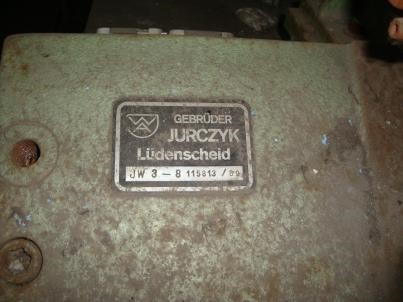 GEBRÜDER
JURCZYK
Lüdenscheid
JW 3-8 115813/89